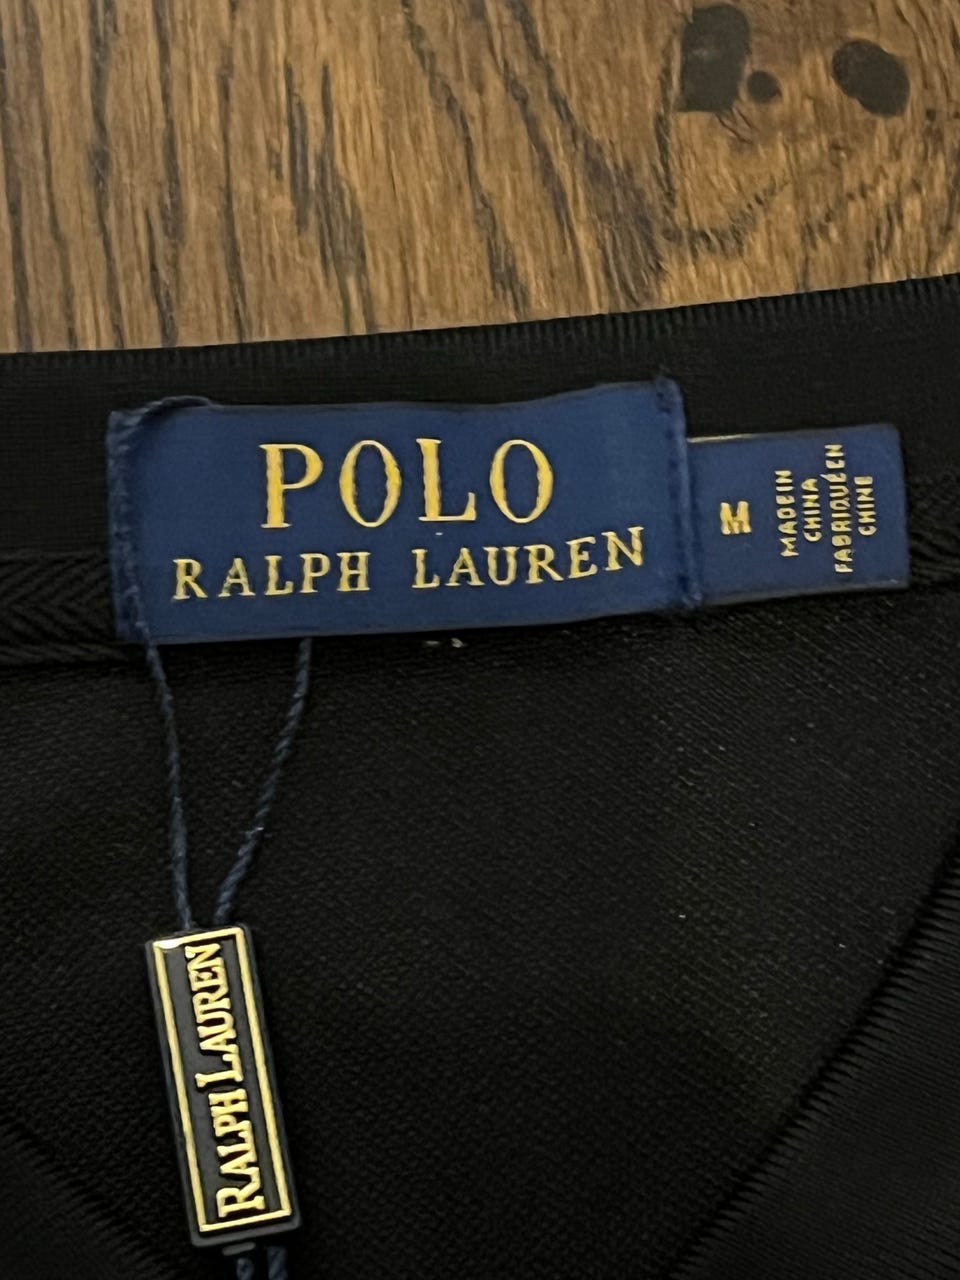 POLO
RALPH LAUREN
M
MADE IN
CHINA
FABRIQUÉ EN
CHINE
RALPH LAUREN